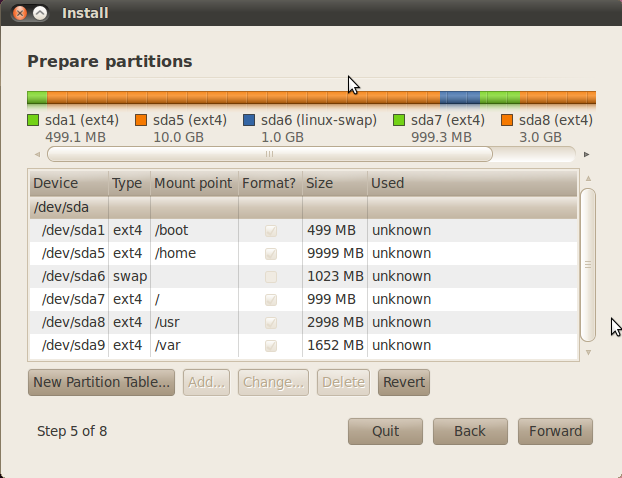 Install
Prepare partitions
sda1 (ext4) sda5 (ext4) sda6 (linux-swap) sda7 (ext4) sda8 (ext4)
499.1 MB 10.0 GB 1.0 GB 999.3 MB 3.0 GB
Device Type Mount point Format? Size Used
/dev/sda
/dev/sda1 ext4 /boot 499 MB unknown
/dev/sda5 ext4 /home 9999 MB unknown
/dev/sda6 swap 1023 MB unknown
/dev/sda7 ext4 / 999 MB unknown
/dev/sda8 ext4 /usr 2998 MB unknown
/dev/sda9 ext4 /var 1652 MB unknown
New Partition Table... Add... Change... Delete Revert
Step 5 of 8 Quit Back Forward